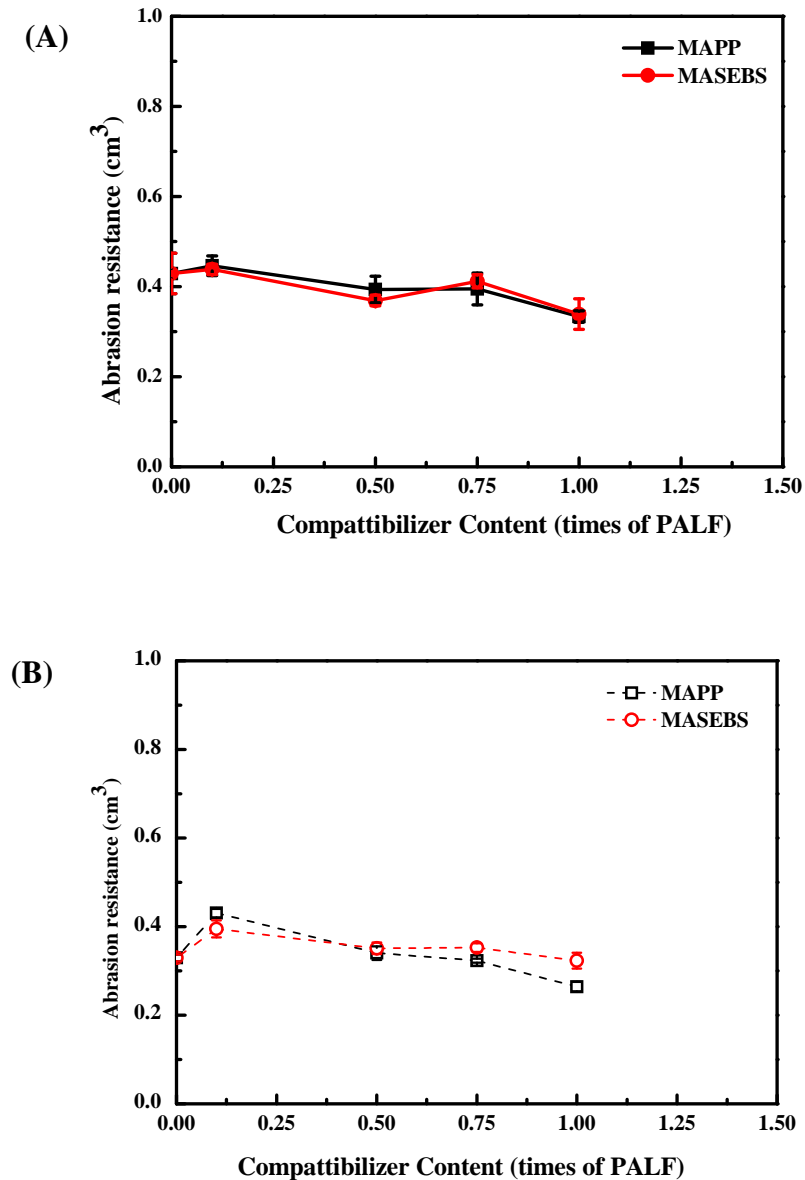 (A)
1.0
0.8
0.6
0.4
0.2
0.0
Abrasion resistance (cm3)
MAPP
MASEBS
0.00 0.25 0.50 0.75 1.00 1.25 1.50
Compattibilizer Content (times of PALF)
(B)
1.0
0.8
0.6
0.4
0.2
0.0
Abrasion resistance (cm3)
MAPP
MASEBS
0.00 0.25 0.50 0.75 1.00 1.25 1.50
Compattibilizer Content (times of PALF)